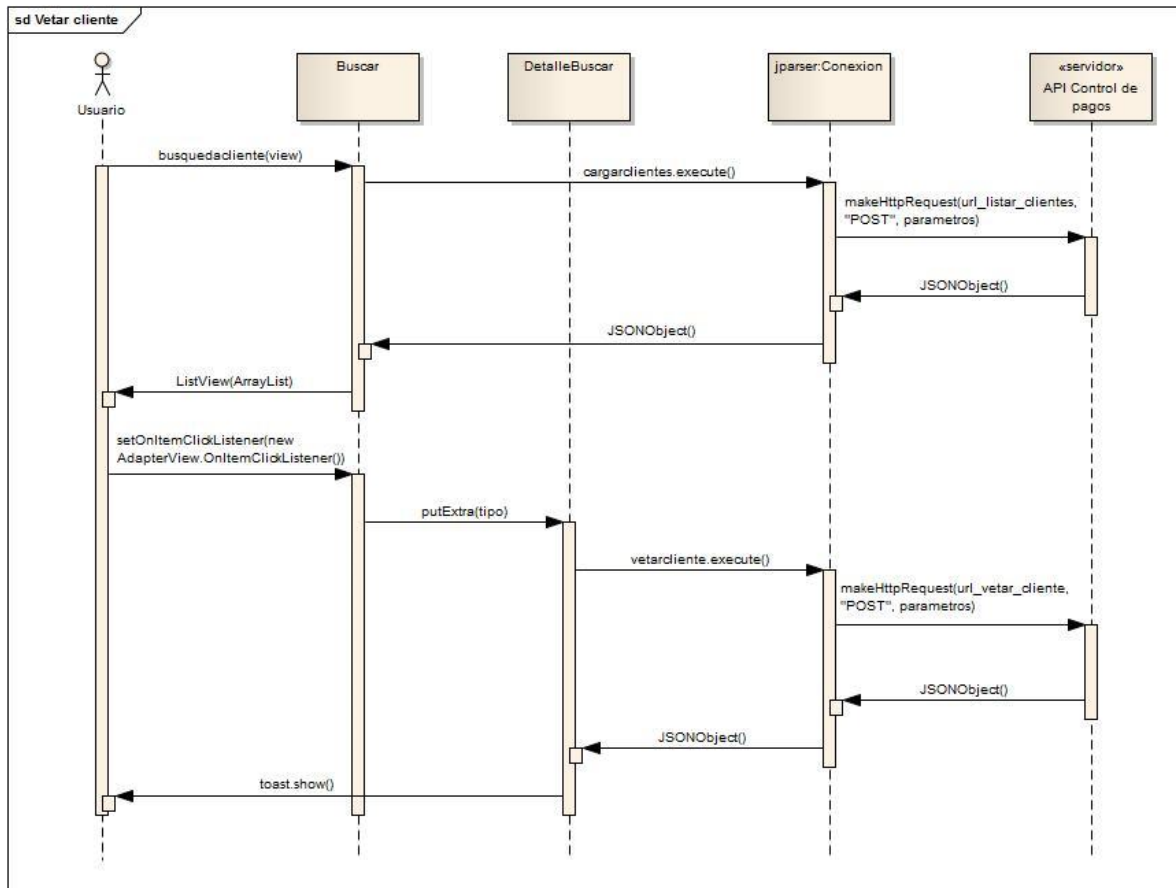 sd Vetar cliente
Usuario
Buscar
DetalleBuscar
jparser:Conexion
«servidor»
API Control de
pagos
busquedacliente(view)
cargarclientes.execute()
makeHttpRequest(url_listar_clientes,
"POST", parametros)
JSONObject()
JSONObject()
ListView(ArrayList)
setOnItemClickListener(new
AdapterView.OnItemClickListener())
putExtra(tipo)
vetarcliente.execute()
makeHttpRequest(url_vetar_cliente,
"POST", parametros)
JSONObject()
JSONObject()
toast.show()